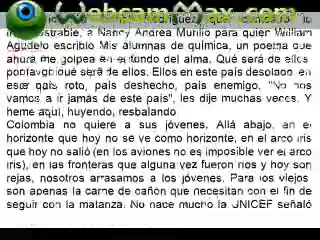 WebcamMax.com
a Nancy Andrea Murillo para quien William
Agudelo escribió Mis alumnas de química, un poema que
ahora me golpea en el fondo del alma. Qué será de ellos
por favor qué será de ellos. Ellos en este país desolado en
este país roto, país deshecho, país enemigo, "No nos
vamos a ir jamás de este país", les dije muchas veces. Y
heme aquí, huyendo, resbalando
Colombia no quiere a sus jóvenes. Allá abajo, en el
horizonte que hoy no se ve como horizonte, en el arco iris
que hoy no salió (en los aviones no es imposible ver el arco
iris), en las fronteras que alguna vez fueron ríos y hoy son
rejas, nosotros arrasamos a los jóvenes. Para los viejos
son apenas la carne de cañón que necesitan con el fin de
seguir con la matanza. No hace mucho la UNICEF señaló